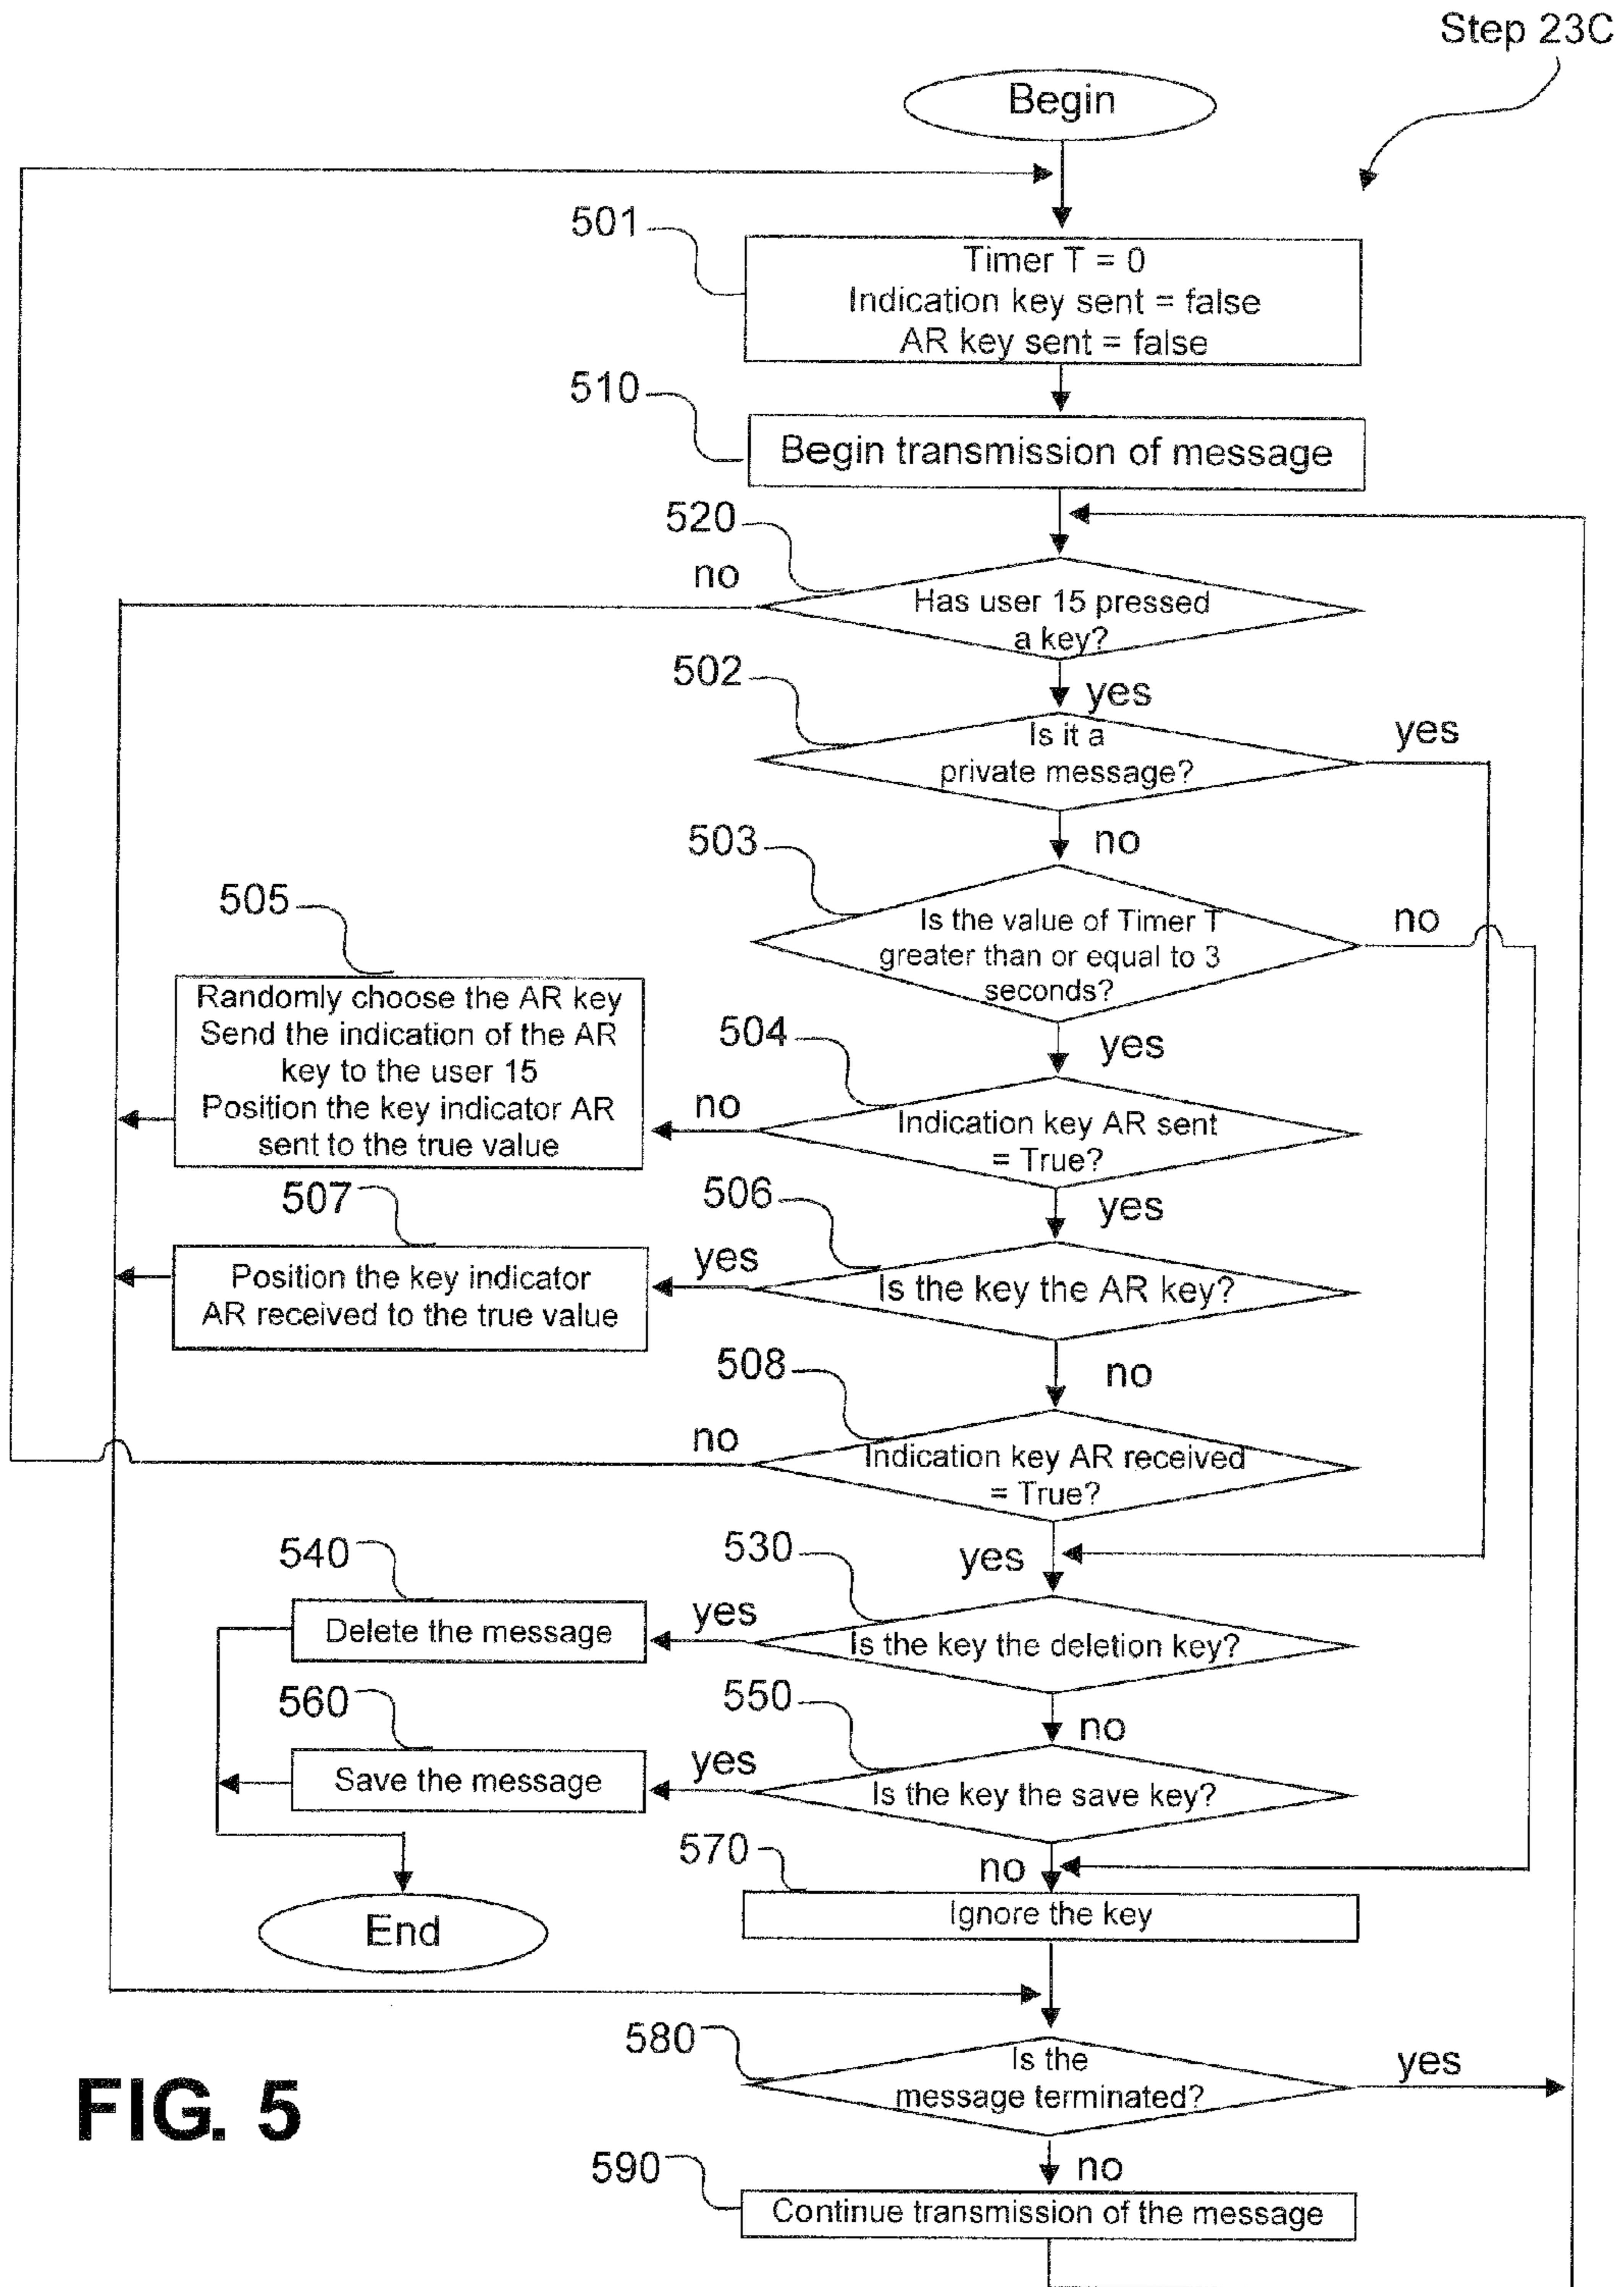 Step 23C
Begin
501
Timer T = 0
Indication key sent = false
AR key sent = false
510
Begin transmission of message
520
no
Has user 15 pressed
a key?
yes
502
Is it a
private message?
yes
no
503
Is the value of Timer T
greater than or equal to 3
seconds?
no
yes
505
Randomly choose the AR key
Send the indication of the AR
key to the user 15
Position the key indicator AR
sent to the true value
504
no
Indication key AR sent
= True?
yes
507
Position the key indicator
AR received to the true value
506
yes
Is the key the AR key?
no
508
no
Indication key AR received
= True?
yes
540
Delete the message
530
yes
Is the key the deletion key?
no
560
Save the message
550
yes
Is the key the save key?
no
570
Ignore the key
End
580
Is the
message terminated?
yes
no
590
Continue transmission of the message
FIG. 5